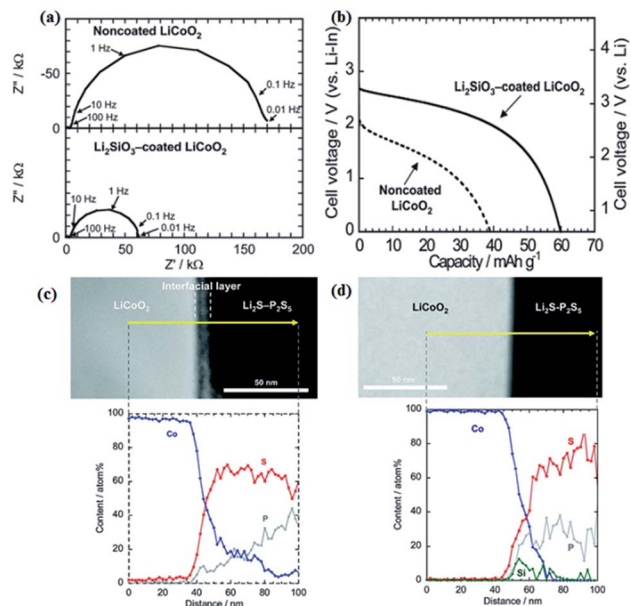 (a)
Noncoated LiCoO₂
1 Hz
0.1 Hz
10 Hz
100 Hz
0.01 Hz
Z'' / kΩ
-50
0
Li₂SiO₃–coated LiCoO₂
1 Hz
10 Hz
0.1 Hz
100 Hz
0.01 Hz
Z'' / kΩ
-50
0
0 50 100 150 200
Z' / kΩ
(b)
Cell voltage / V (vs. Li-In)
3
2
1
0
Li₂SiO₃–coated LiCoO₂
Noncoated
LiCoO₂
4
3
2
1
Cell voltage / V (vs. Li)
0 10 20 30 40 50 60 70
Capacity / mAh g⁻¹
(c)
Interfacial layer
LiCoO₂
Li₂S–P₂S₅
50 nm
Content / atom%
100
80
60
40
20
0
Co
S
P
0 20 40 60 80 100
Distance / nm
(d)
LiCoO₂
Li₂S-P₂S₅
50 nm
Content / atom%
100
80
60
40
20
0
Co
S
P
Si
0 20 40 60 80 100
Distance / nm